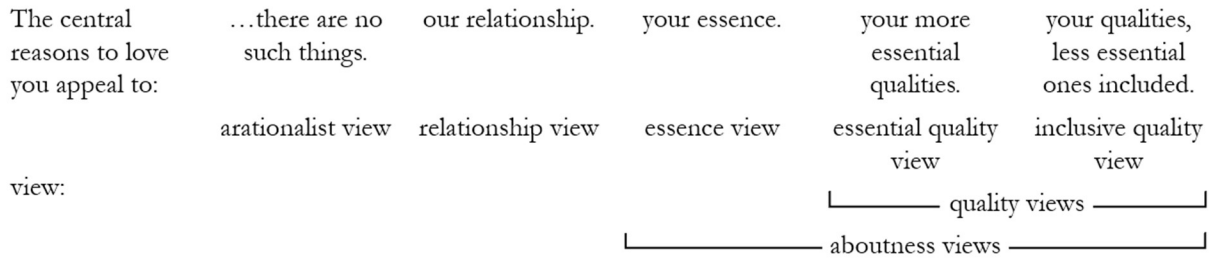 The central …there are no our relationship. your essence. your more your qualities,
reasons to love such things. essential less essential
you appeal to: qualities. ones included.
arationalist view relationship view essence view essential quality inclusive quality
view view
view:
quality views
aboutness views